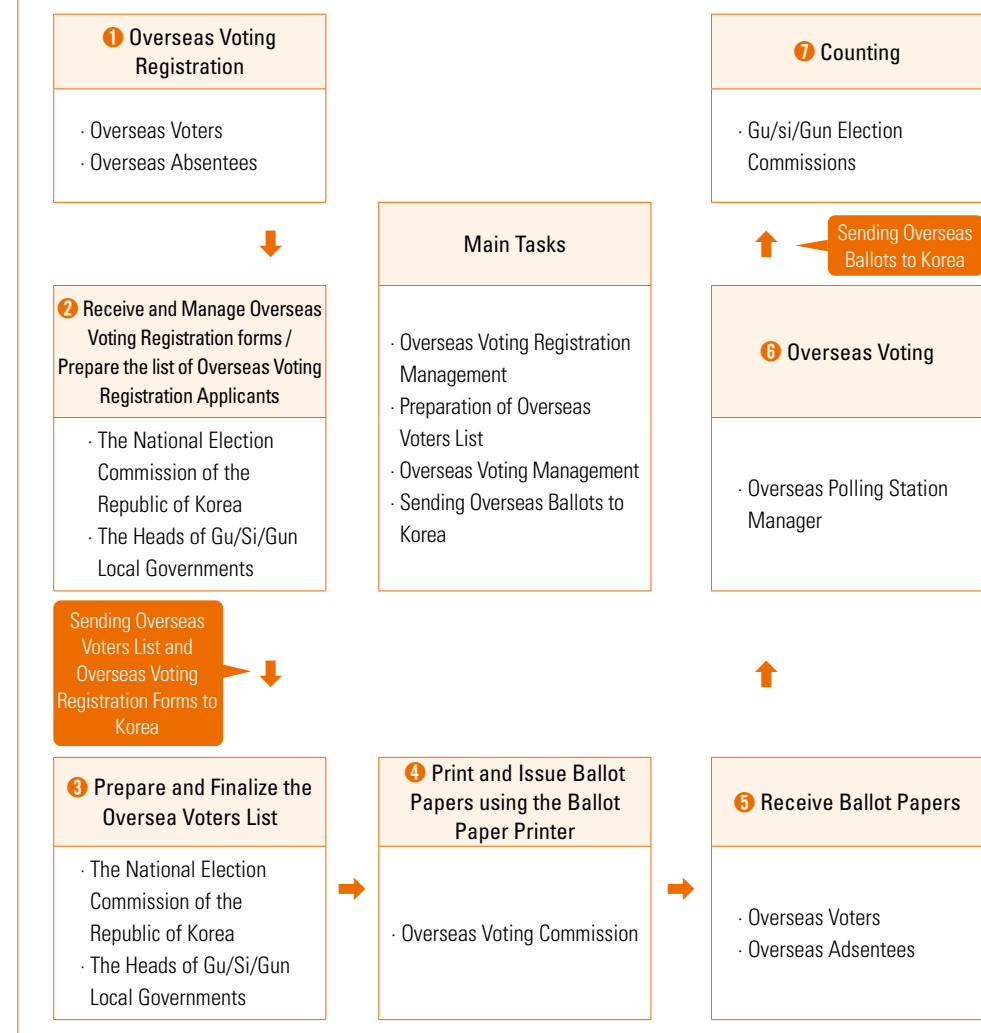 ❶ Overseas Voting
Registration
· Overseas Voters
· Overseas Absentees
❷ Receive and Manage Overseas
Voting Registration forms /
Prepare the list of Overseas Voting
Registration Applicants
· The National Election
Commission of the
Republic of Korea
· The Heads of Gu/Si/Gun
Local Governments
Sending Overseas
Voters List and
Overseas Voting
Registration Forms to
Korea
❸ Prepare and Finalize the
Oversea Voters List
· The National Election
Commission of the
Republic of Korea
· The Heads of Gu/Si/Gun
Local Governments
Main Tasks
· Overseas Voting Registration
Management
· Preparation of Overseas
Voters List
· Overseas Voting Management
· Sending Overseas Ballots to
Korea
❹ Print and Issue Ballot
Papers using the Ballot
Paper Printer
· Overseas Voting Commission
❺ Receive Ballot Papers
· Overseas Voters
· Overseas Adsentees
❻ Overseas Voting
· Overseas Polling Station
Manager
Sending Overseas
Ballots to Korea
❼ Counting
· Gu/si/Gun Election
Commissions